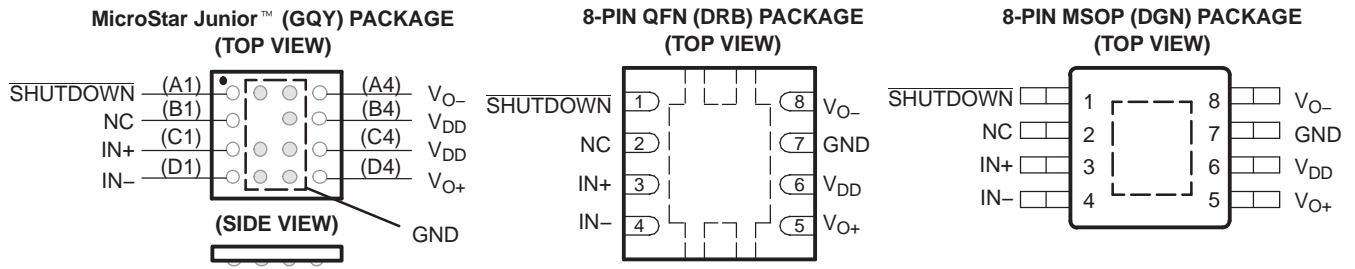 MicroStar Junior™ (GQY) PACKAGE
(TOP VIEW)
SHUTDOWN (A1) (A4) VO–
NC (B1) (B4) VDD
IN+ (C1) (C4) VDD
IN– (D1) (D4) VO+
(SIDE VIEW)
GND
8-PIN QFN (DRB) PACKAGE
(TOP VIEW)
SHUTDOWN 1 8 VO–
NC 2 7 GND
IN+ 3 6 VDD
IN– 4 5 VO+
8-PIN MSOP (DGN) PACKAGE
(TOP VIEW)
SHUTDOWN 1 8 VO–
NC 2 7 GND
IN+ 3 6 VDD
IN– 4 5 VO+